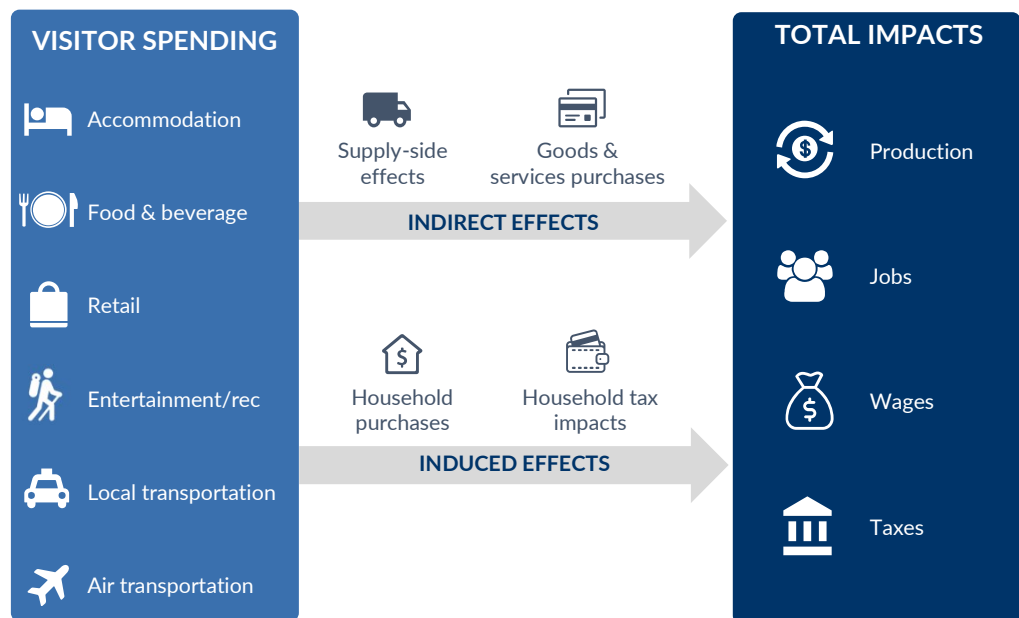 VISITOR SPENDING
Accommodation
Food & beverage
Retail
Entertainment/rec
Local transportation
Air transportation
Supply-side
effects
Goods &
services purchases
INDIRECT EFFECTS
Household
purchases
Household tax
impacts
INDUCED EFFECTS
TOTAL IMPACTS
Production
Jobs
Wages
Taxes